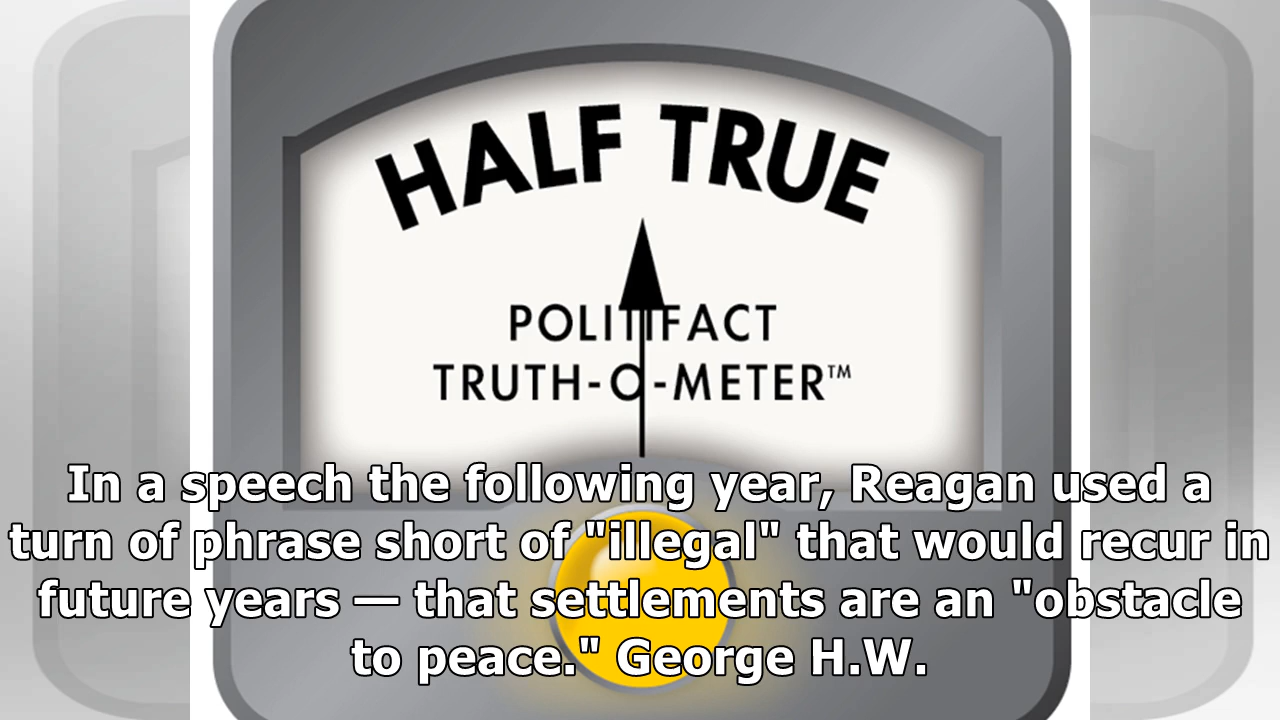 HALF TRUE
POLITIFACT
TRUTH-O-METER™
In a speech the following year, Reagan used a
turn of phrase short of "illegal" that would recur in
future years — that settlements are an "obstacle
to peace." George H.W.